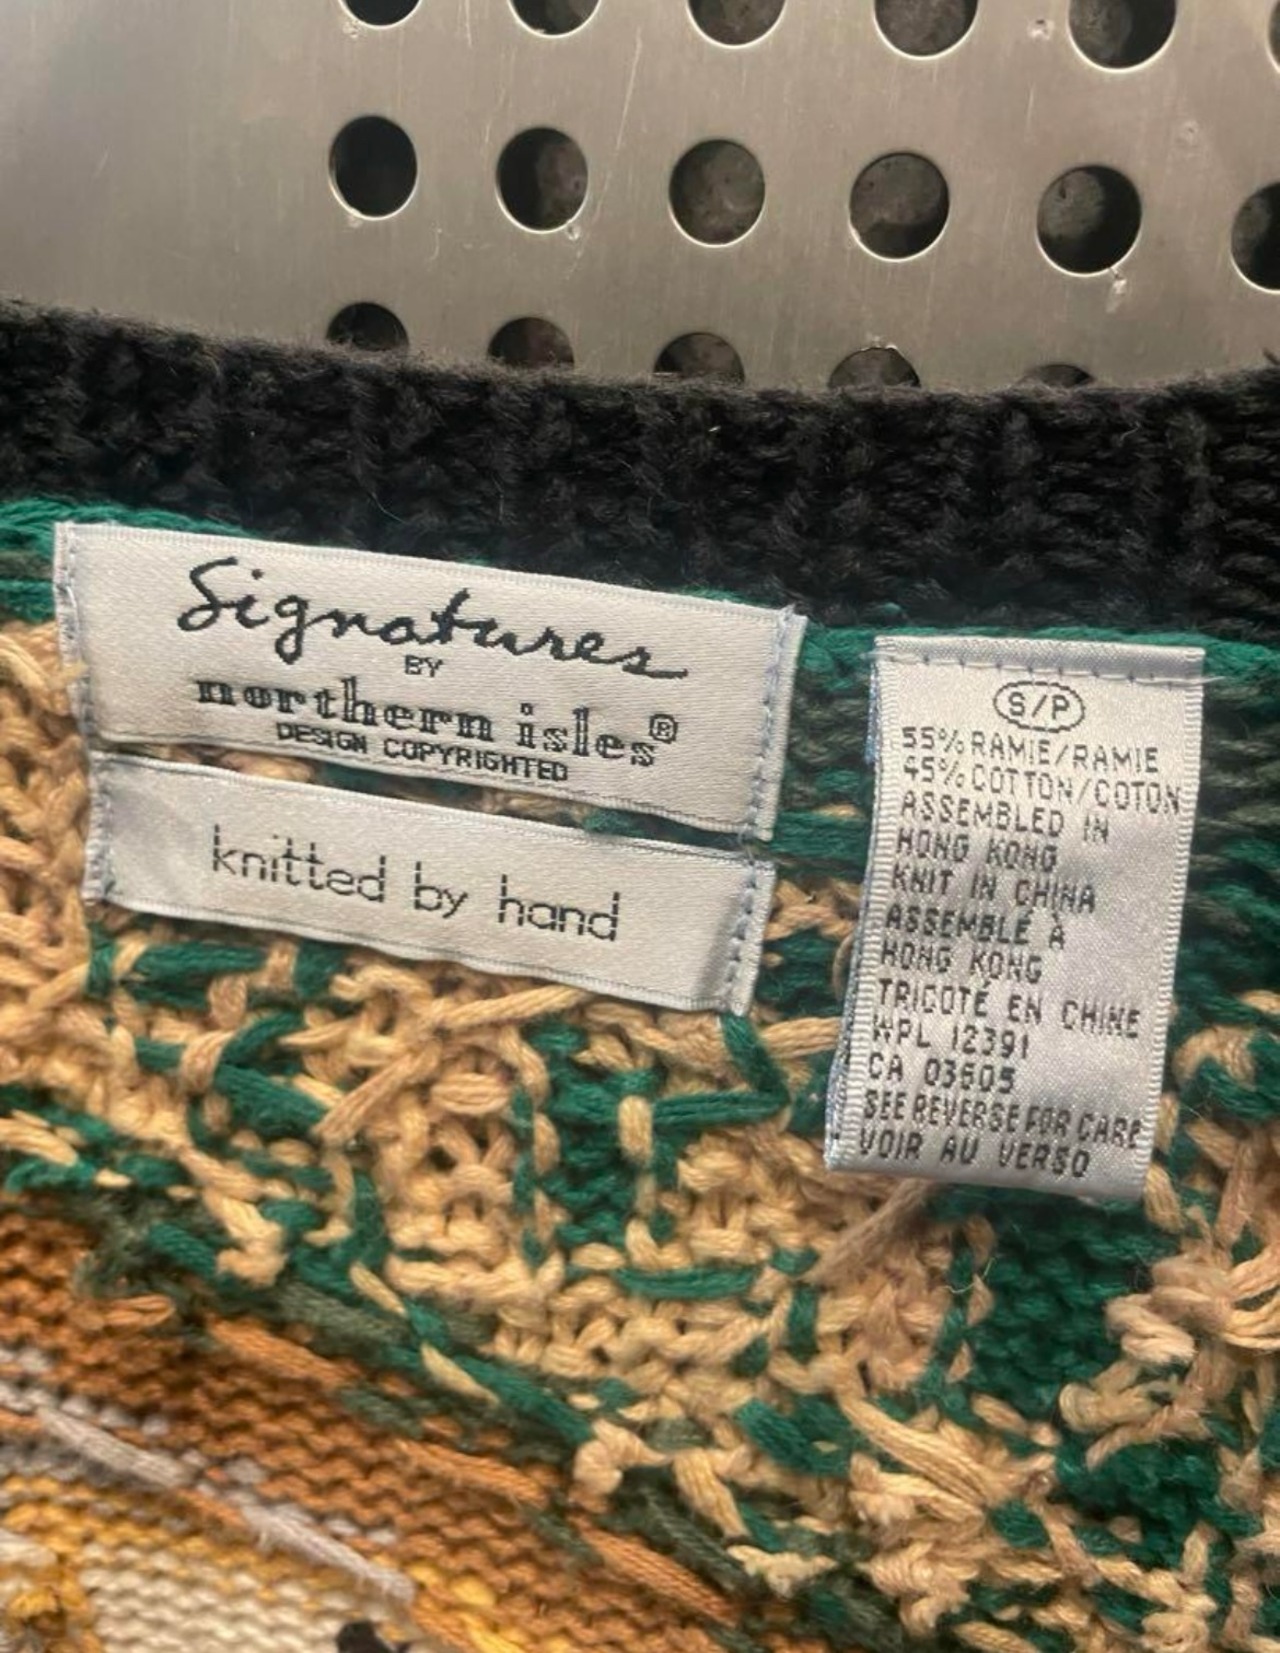 Signatures
BY
northern isles®
DESIGN COPYRIGHTED
knitted by hand
S/P
55% RAMIE/RAMIE
45% COTTON/COTON
ASSEMBLED IN
HONG KONG
KNIT IN CHINA
ASSEMBLÉ À
HONG KONG
TRICOTÉ EN CHINE
WPL 12391
CA 03605
SEE REVERSE FOR CARE
VOIR AU VERSO